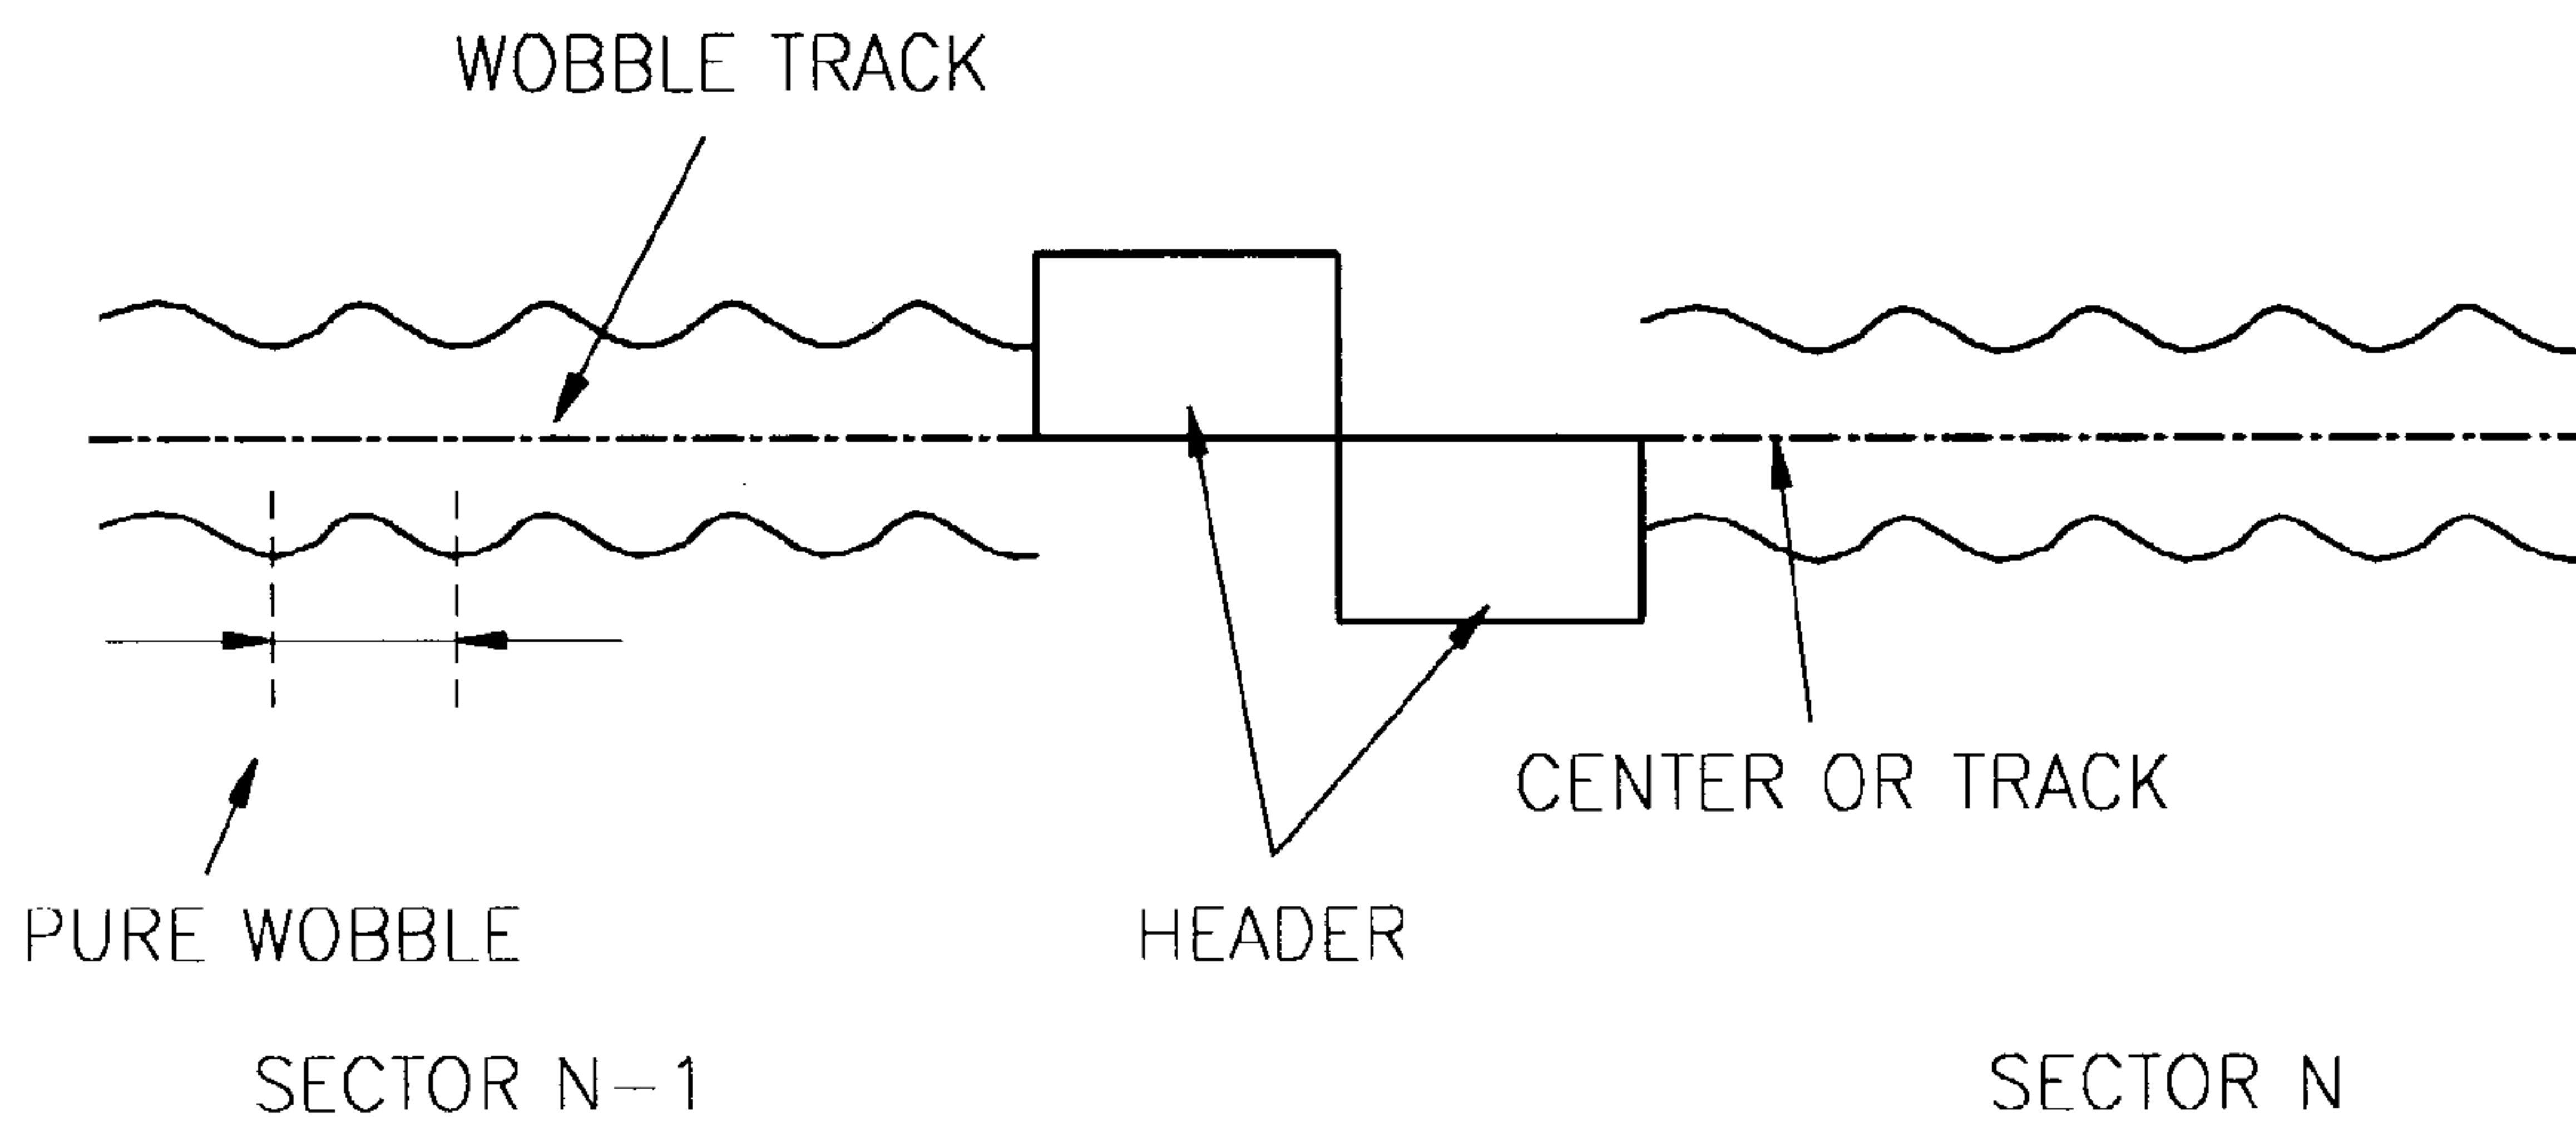 WOBBLE TRACK
CENTER OR TRACK
PURE WOBBLE
HEADER
SECTOR N-1
SECTOR N